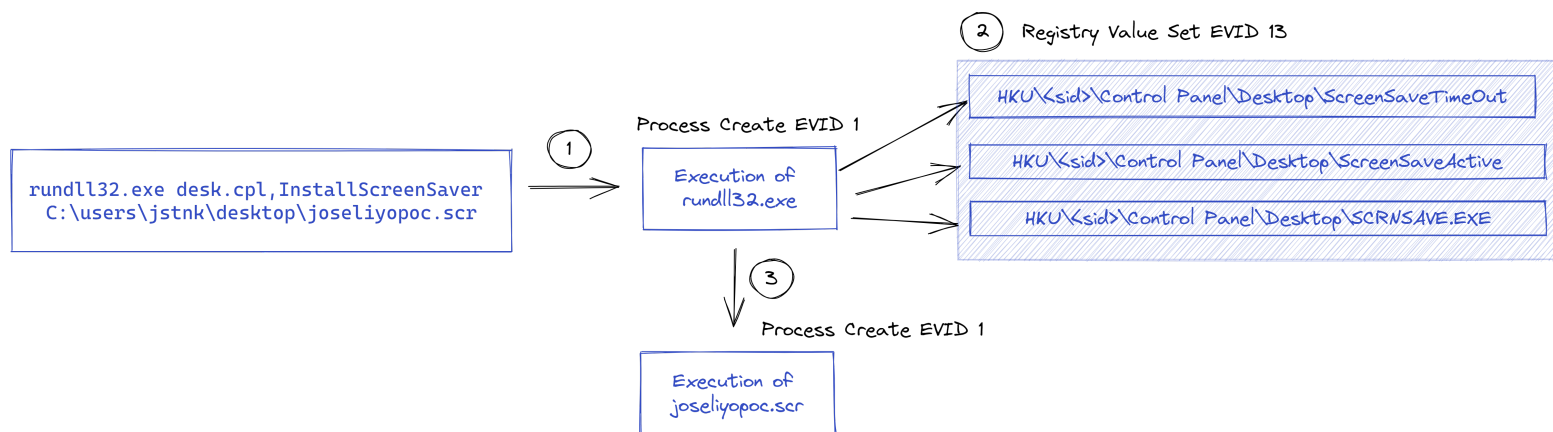 2 Registry Value Set EVID 13
HKU\<sid>\Control Panel\Desktop\ScreenSaveTimeOut
Process Create EVID 1
1
HKU\<sid>\Control Panel\Desktop\ScreenSaveActive
rundll32.exe desk.cpl,InstallScreenSaver
C:\users\jstnk\desktop\joseliyopoc.scr
Execution of
rundll32.exe
HKU\<sid>\Control Panel\Desktop\SCRNSAVE.EXE
3
Process Create EVID 1
Execution of
joseliyopoc.scr